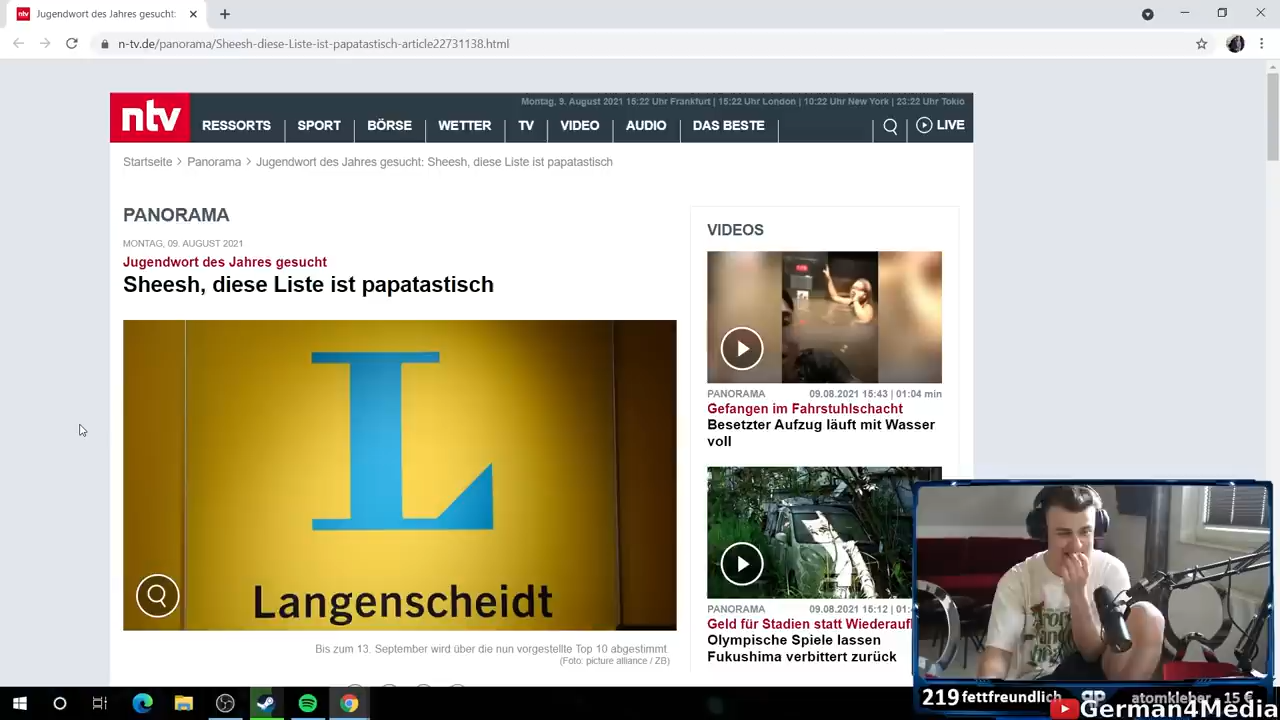 Jugendwort des Jahres gesucht:
n-tv.de/panorama/Sheesh-diese-Liste-ist-papatastisch-article22731138.html
ntv
Montag, 9. August 2021 15:22 Uhr Frankfurt | 15:22 Uhr London | 10:22 Uhr New York | 23:22 Uhr Tokio
RESSORTS SPORT BÖRSE WETTER TV VIDEO AUDIO DAS BESTE LIVE
Startseite > Panorama > Jugendwort des Jahres gesucht: Sheesh, diese Liste ist papatastisch
PANORAMA
MONTAG, 09. AUGUST 2021
Jugendwort des Jahres gesucht
Sheesh, diese Liste ist papatastisch
L
Langenscheidt
Bis zum 13. September wird über die nun vorgestellte Top 10 abgestimmt.
(Foto: picture alliance / ZB)
VIDEOS
PANORAMA 09.08.2021 15:43 | 01:04 min
Gefangen im Fahrstuhlschacht
Besetzter Aufzug läuft mit Wasser
voll
PANORAMA 09.08.2021 15:12 | 01:
Geld für Stadien statt Wiederaufl
Olympische Spiele lassen
Fukushima verbittert zurück
219 fettfreundlich atomkleber - 15 €
German4Media